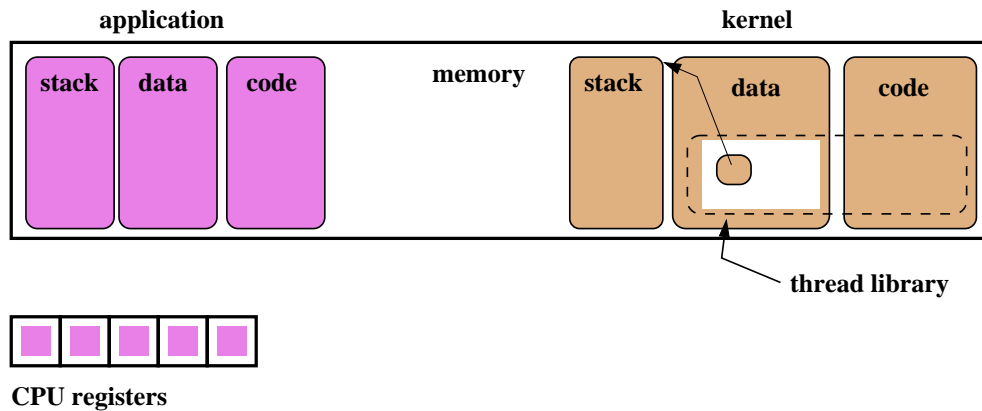 application
kernel
stack
data
code
memory
stack
data
code
thread library
CPU registers